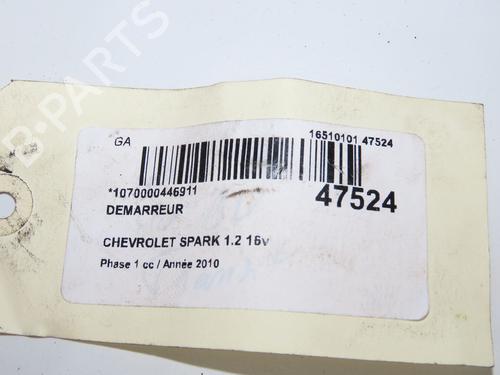 GA
16510101 47524
*1070000446911
47524
DEMARREUR
CHEVROLET SPARK 1.2 16v
Phase 1 cc / Année 2010
B-PARTS